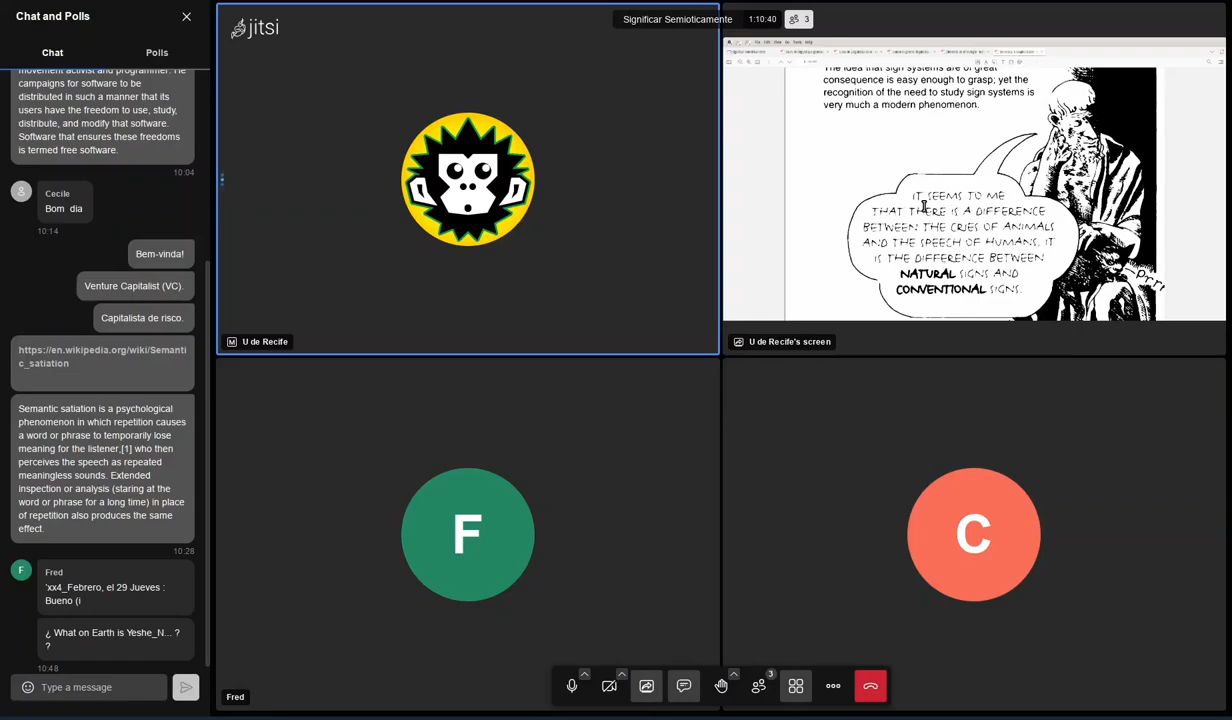 Chat and Polls
Chat
Polls
movement activist and programmer. He
campaigns for software to be
distributed in such a manner that its
users have the freedom to use, study,
distribute, and modify that software.
Software that ensures these freedoms
is termed free software.
10:04
Cecile
Bom dia
10:14
Bem-vinda!
Venture Capitalist (VC).
Capitalista de risco.
https://en.wikipedia.org/wiki/Semanti
c_satiation
Semantic satiation is a psychological
phenomenon in which repetition causes
a word or phrase to temporarily lose
meaning for the listener,[1] who then
perceives the speech as repeated
meaningless sounds. Extended
inspection or analysis (staring at the
word or phrase for a long time) in place
of repetition also produces the same
effect.
10:28
F
Fred
'xx4_Febrero, el 29 Jueves :
Bueno (i
¿ What on Earth is Yeshe_N... ?
?
10:48
Type a message
jitsi
Significar Semioticamente
1:10:40
3
The idea that sign systems are of great
consequence is easy enough to grasp; yet the
recognition of the need to study sign systems is
very much a modern phenomenon.
IT SEEMS TO ME
THAT THERE IS A DIFFERENCE
BETWEEN THE CRIES OF ANIMALS
AND THE SPEECH OF HUMANS. IT
IS THE DIFFERENCE BETWEEN
NATURAL SIGNS AND
CONVENTIONAL SIGNS.
Prrr
M
U de Recife
U de Recife's screen
F
C
Fred
3